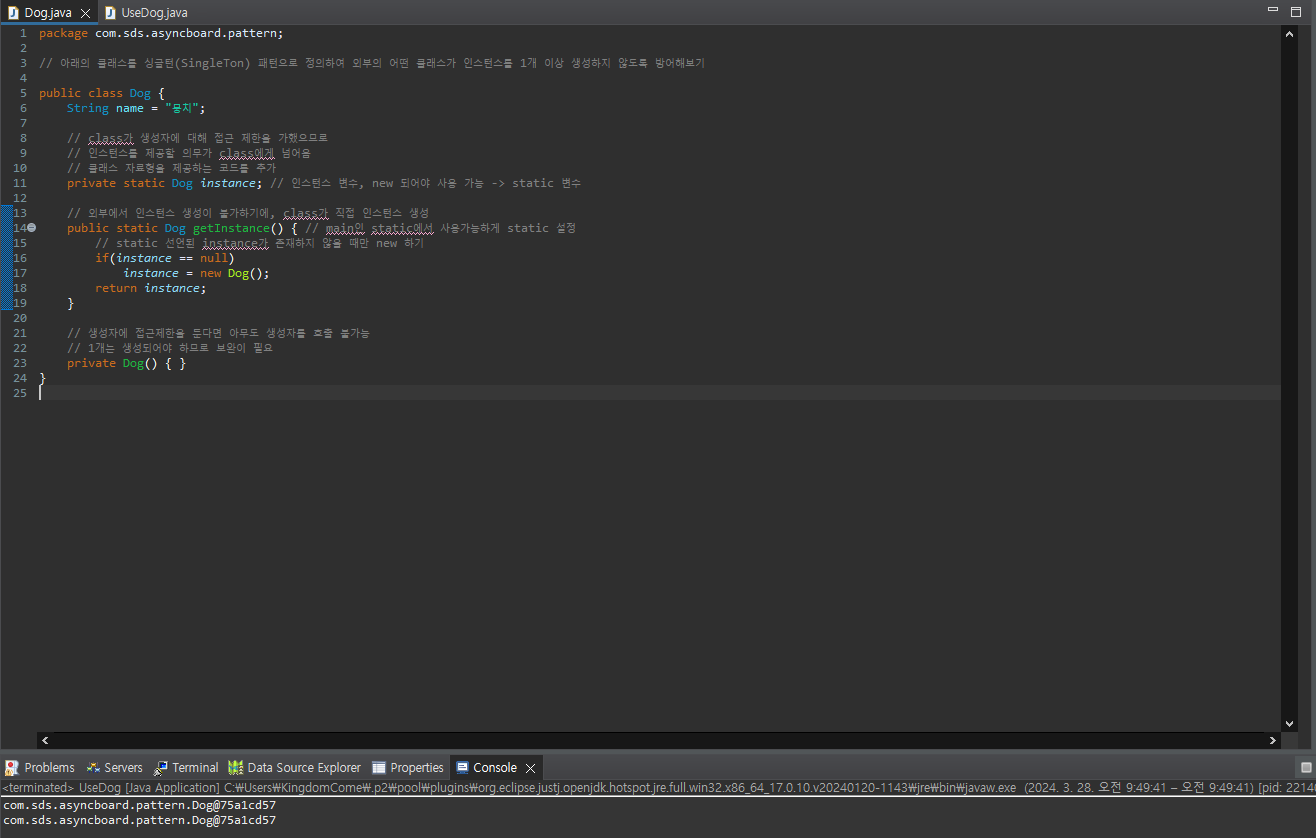 Dog.java
UseDog.java
1 package com.sds.asyncboard.pattern;
2
3 // 아래의 클래스를 싱글턴(SingleTon) 패턴으로 정의하여 외부의 어떤 클래스가 인스턴스를 1개 이상 생성하지 않도록 방어해보기
4
5 public class Dog {
6 String name = "뭉치";
7
8 // class가 생성자에 대해 접근 제한을 가했으므로
9 // 인스턴스를 제공할 의무가 class에게 넘어옴
10 // 클래스 자료형을 제공하는 코드를 추가
11 private static Dog instance; // 인스턴스 변수, new 되어야 사용 가능 -> static 변수
12
13 // 외부에서 인스턴스 생성이 불가하기에, class가 직접 인스턴스 생성
14 public static Dog getInstance() { // main인 static에서 사용가능하게 static 설정
15 // static 선언된 instance가 존재하지 않을 때만 new 하기
16 if(instance == null)
17 instance = new Dog();
18 return instance;
19 }
20
21 // 생성자에 접근제한을 둔다면 아무도 생성자를 호출 불가능
22 // 1개는 생성되어야 하므로 보완이 필요
23 private Dog() { }
24 }
25
Problems Servers Terminal Data Source Explorer Properties Console
<terminated> UseDog [Java Application] C:₩Users₩KingdomCome₩.p2₩pool₩plugins₩org.eclipse.justj.openjdk.hotspot.jre.full.win32.x86_64_17.0.10.v20240120-1143₩jre₩bin₩javaw.exe (2024. 3. 28. 오전 9:49:41 – 오전 9:49:41) [pid: 2214
com.sds.asyncboard.pattern.Dog@75a1cd57
com.sds.asyncboard.pattern.Dog@75a1cd57